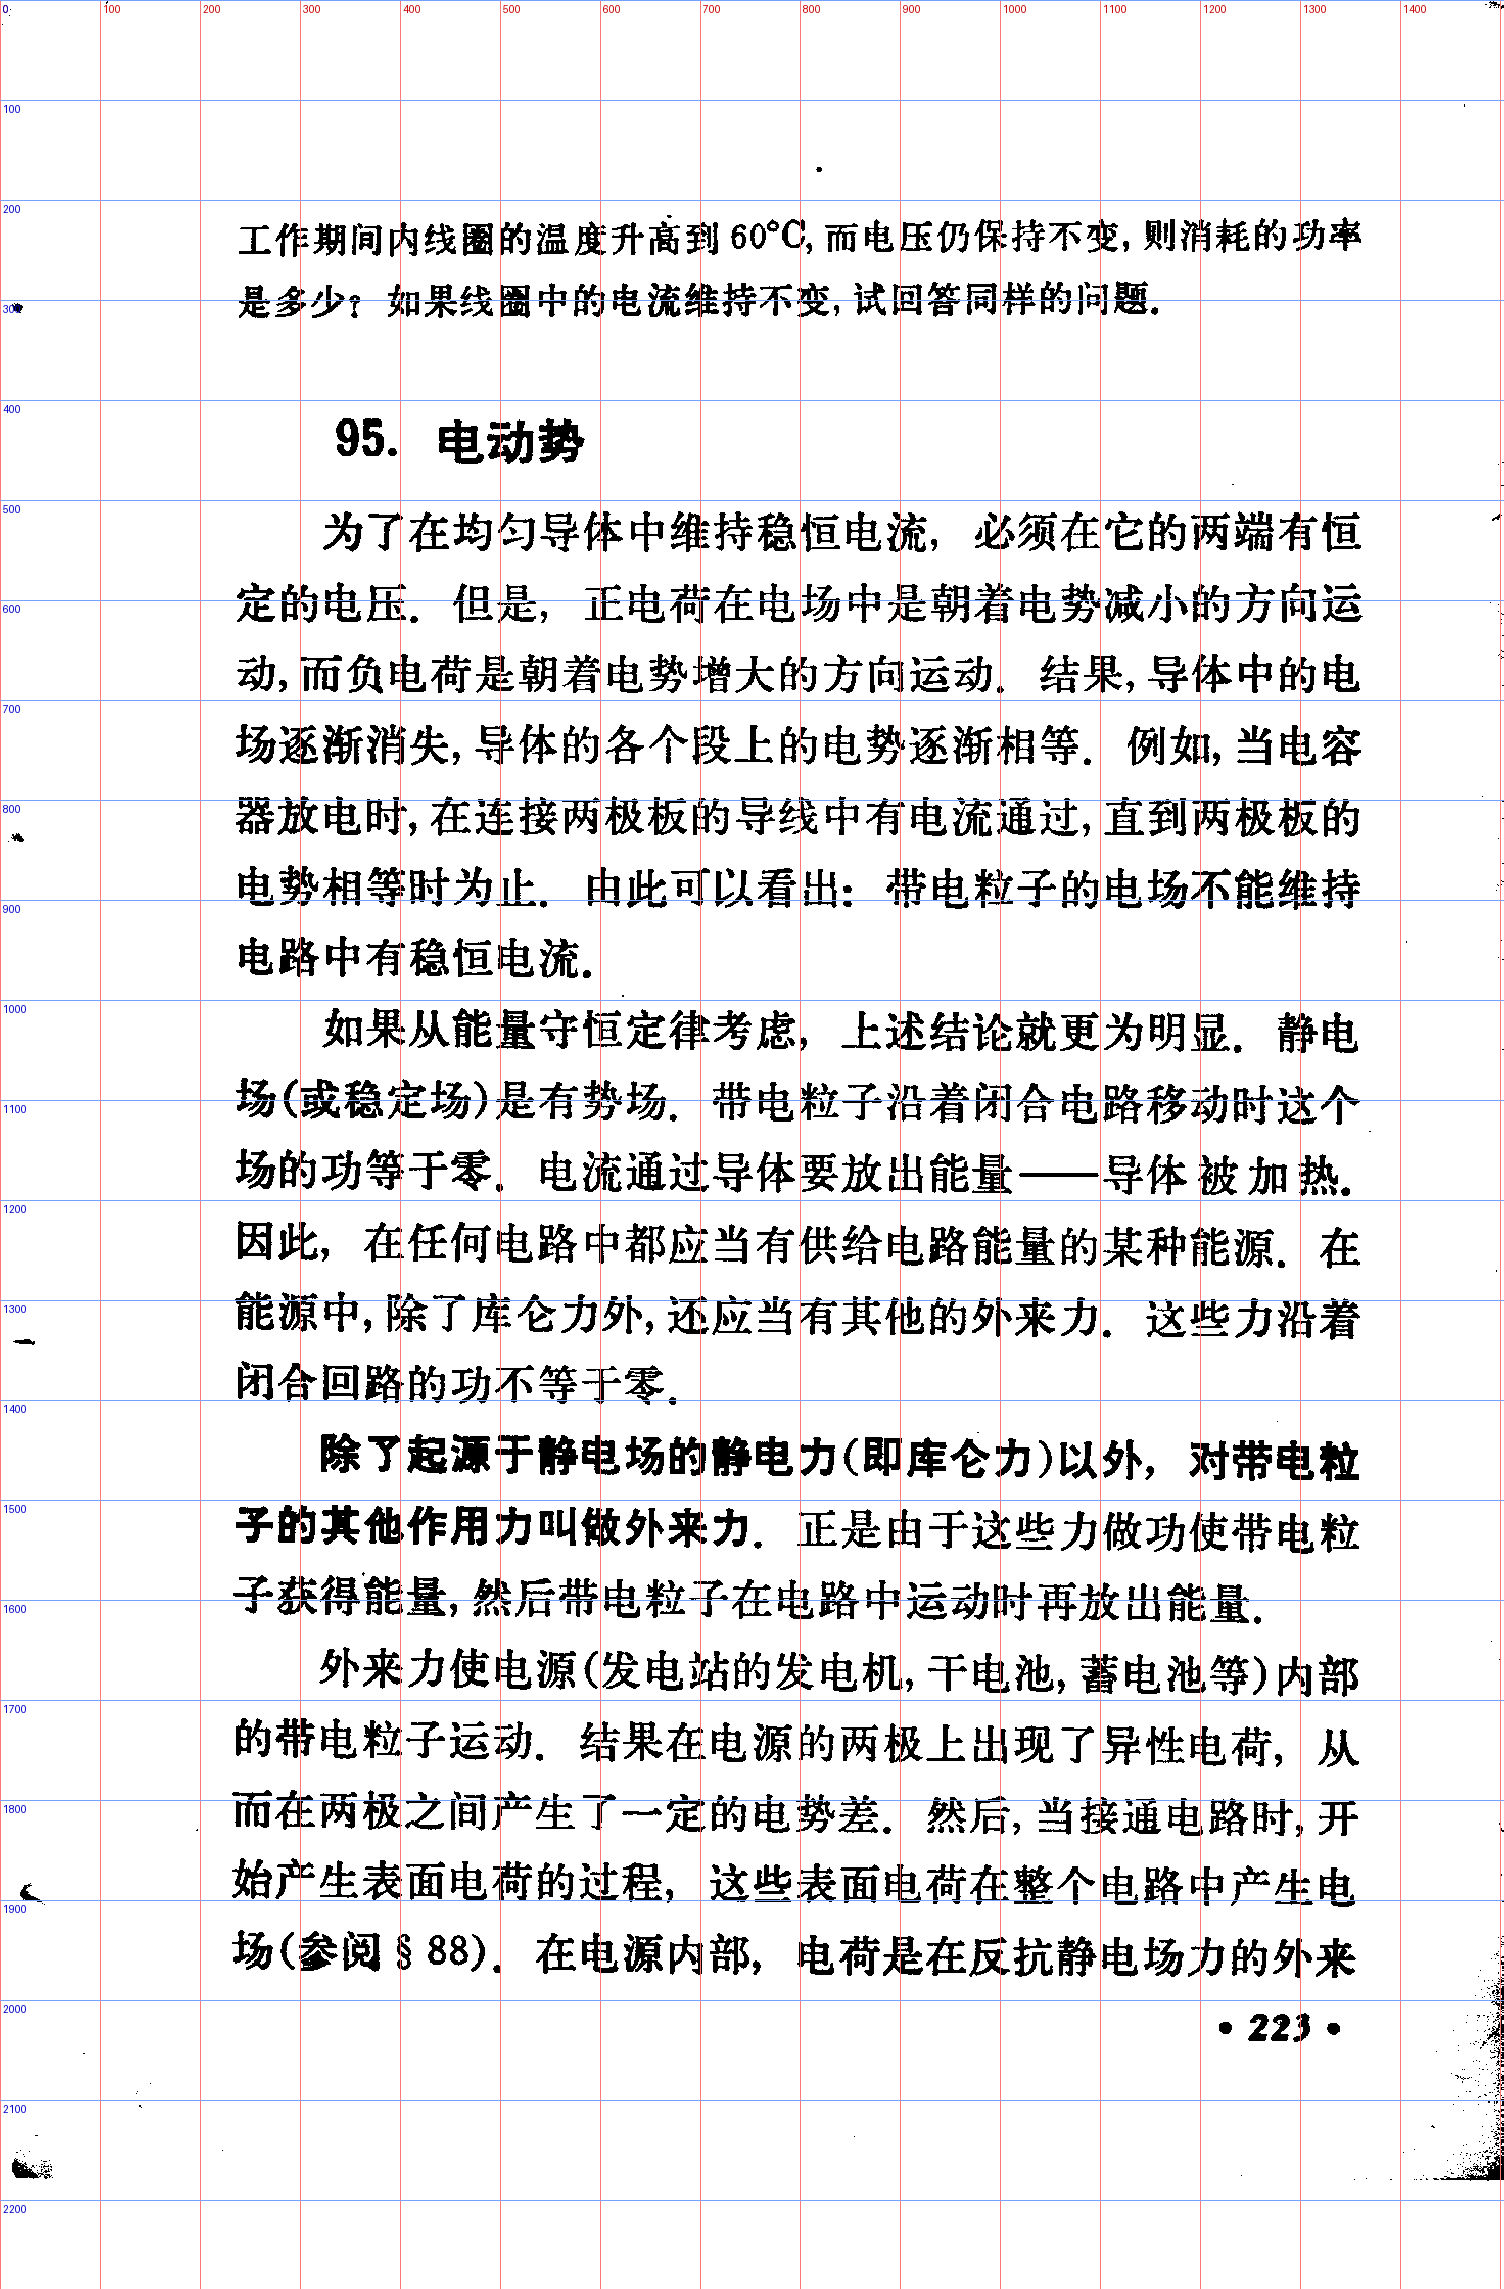 工作期间内线圈的温度升高到 60°C, 而电压仍保持不变, 则消耗的功率
是多少? 如果线圈中的电流维持不变, 试回答同样的问题.
95. 电动势
为了在均匀导体中维持稳恒电流, 必须在它的两端有恒
定的电压. 但是, 正电荷在电场中是朝着电势减小的方向运
动, 而负电荷是朝着电势增大的方向运动. 结果, 导体中的电
场逐渐消失, 导体的各个段上的电势逐渐相等. 例如, 当电容
器放电时, 在连接两极板的导线中有电流通过, 直到两极板的
电势相等时为止. 由此可以看出: 带电粒子的电场不能维持
电路中有稳恒电流.
如果从能量守恒定律考虑, 上述结论就更为明显. 静电
场(或稳定场)是有势场. 带电粒子沿着闭合电路移动时这个
场的功等于零. 电流通过导体要放出能量——导体被加热.
因此, 在任何电路中都应当有供给电路能量的某种能源. 在
能源中, 除了库仑力外, 还应当有其他的外来力. 这些力沿着
闭合回路的功不等于零.
除了起源于静电场的静电力(即库仑力)以外, 对带电粒
子的其他作用力叫做外来力. 正是由于这些力做功使带电粒
子获得能量, 然后带电粒子在电路中运动时再放出能量.
外来力使电源(发电站的发电机, 干电池, 蓄电池等)内部
的带电粒子运动. 结果在电源的两极上出现了异性电荷, 从
而在两极之间产生了一定的电势差. 然后, 当接通电路时, 开
始产生表面电荷的过程, 这些表面电荷在整个电路中产生电
场(参阅 § 88). 在电源内部, 电荷是在反抗静电场力的外来
• 223 •